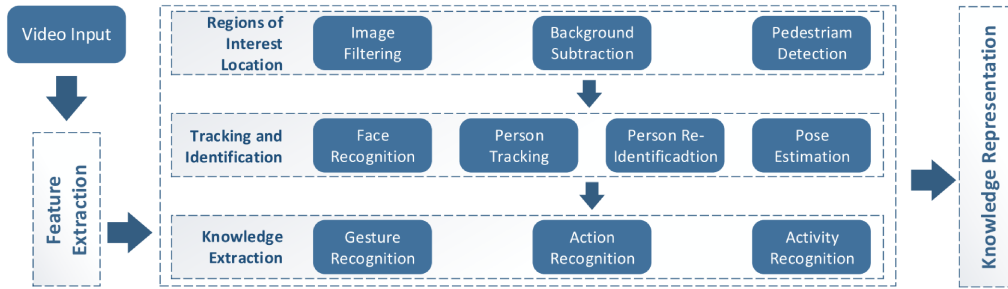 Video Input
Feature
Extraction
Regions of
Interest
Location
Image
Filtering
Background
Subtraction
Pedestriam
Detection
Tracking and
Identification
Face
Recognition
Person
Tracking
Person Re-
Identificadtion
Pose
Estimation
Knowledge
Extraction
Gesture
Recognition
Action
Recognition
Activity
Recognition
Knowledge Representation